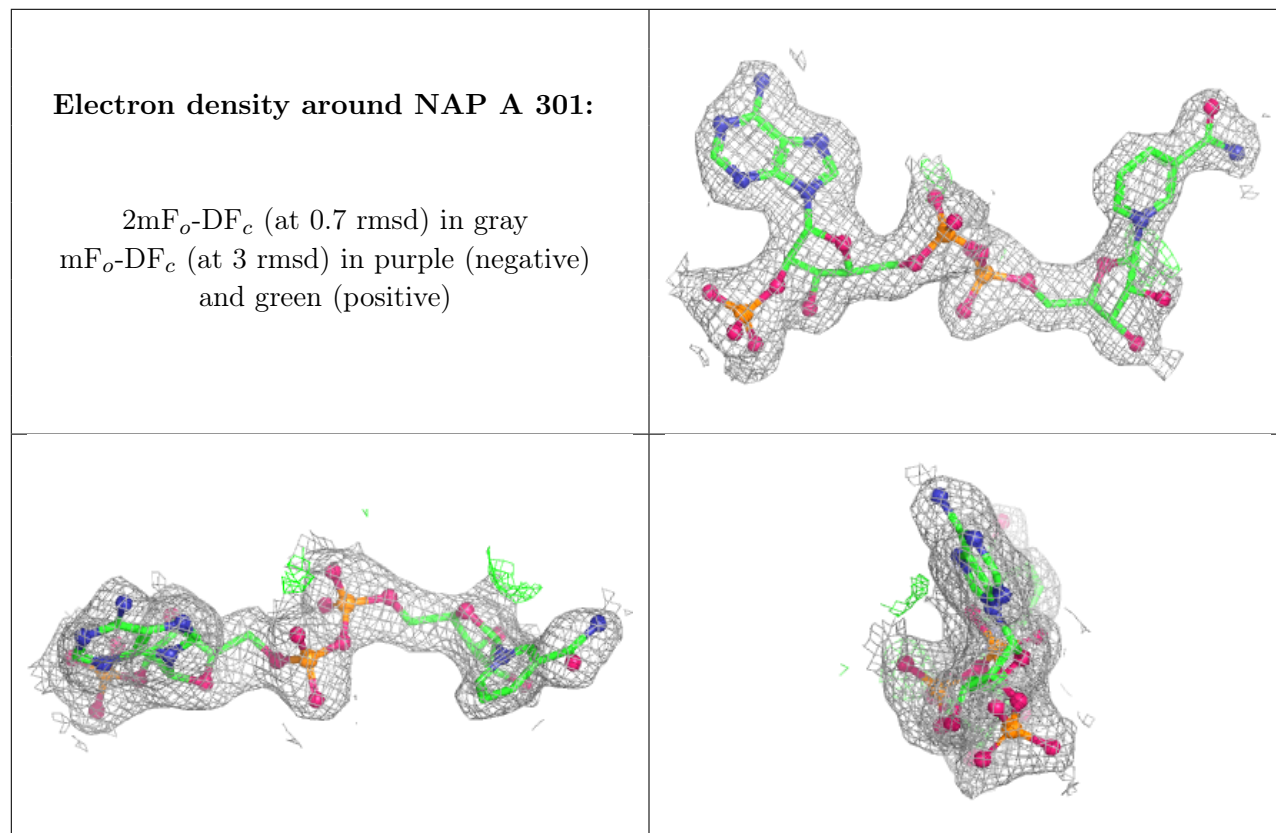 Electron density around NAP A 301:
2mFo-DFc (at 0.7 rmsd) in gray
mFo-DFc (at 3 rmsd) in purple (negative)
and green (positive)